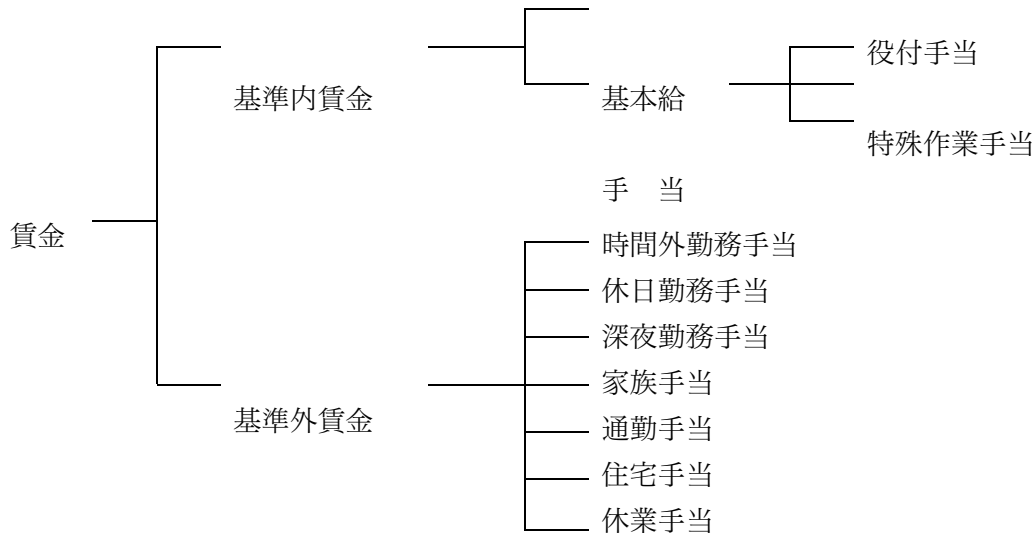 賃金
基準内賃金
基本給
手　当
役付手当
特殊作業手当
基準外賃金
時間外勤務手当
休日勤務手当
深夜勤務手当
家族手当
通勤手当
住宅手当
休業手当